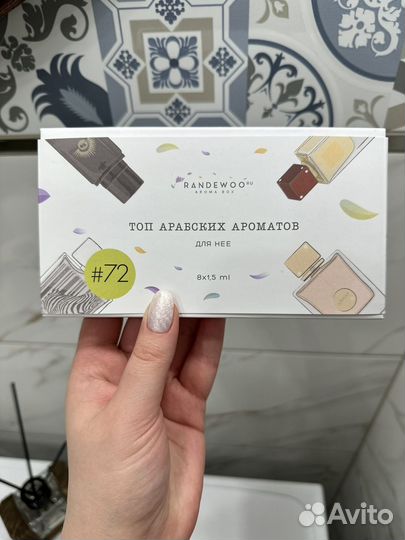 RANDEWOO RU
AROMA BOX
ТОП АРАБСКИХ АРОМАТОВ
ДЛЯ НЕЕ
8x1,5 ml
#72
Avito